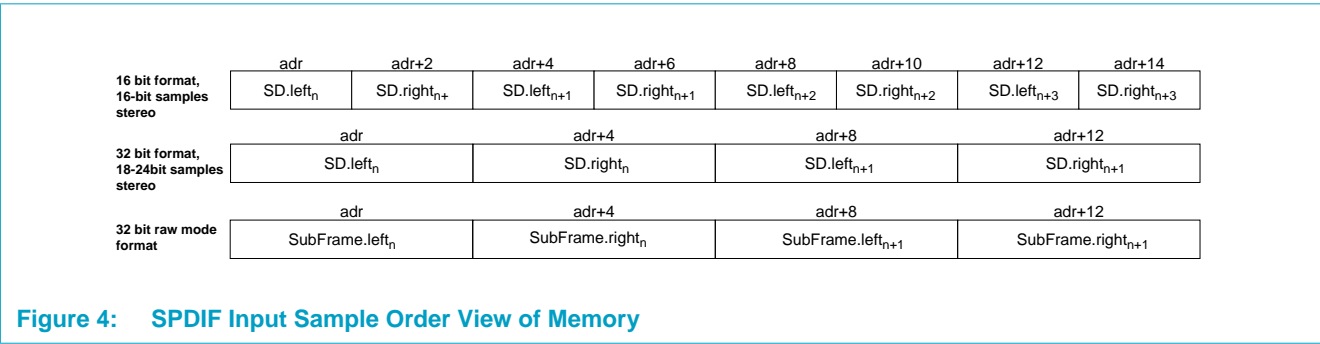 adr adr+2 adr+4 adr+6 adr+8 adr+10 adr+12 adr+14
16 bit format,
16-bit samples
stereo
SD.leftn SD.rightn+ SD.leftn+1 SD.rightn+1 SD.leftn+2 SD.rightn+2 SD.leftn+3 SD.rightn+3
adr adr+4 adr+8 adr+12
32 bit format,
18-24bit samples
stereo
SD.leftn SD.rightn SD.leftn+1 SD.rightn+1
adr adr+4 adr+8 adr+12
32 bit raw mode
format
SubFrame.leftn SubFrame.rightn SubFrame.leftn+1 SubFrame.rightn+1
Figure 4: SPDIF Input Sample Order View of Memory